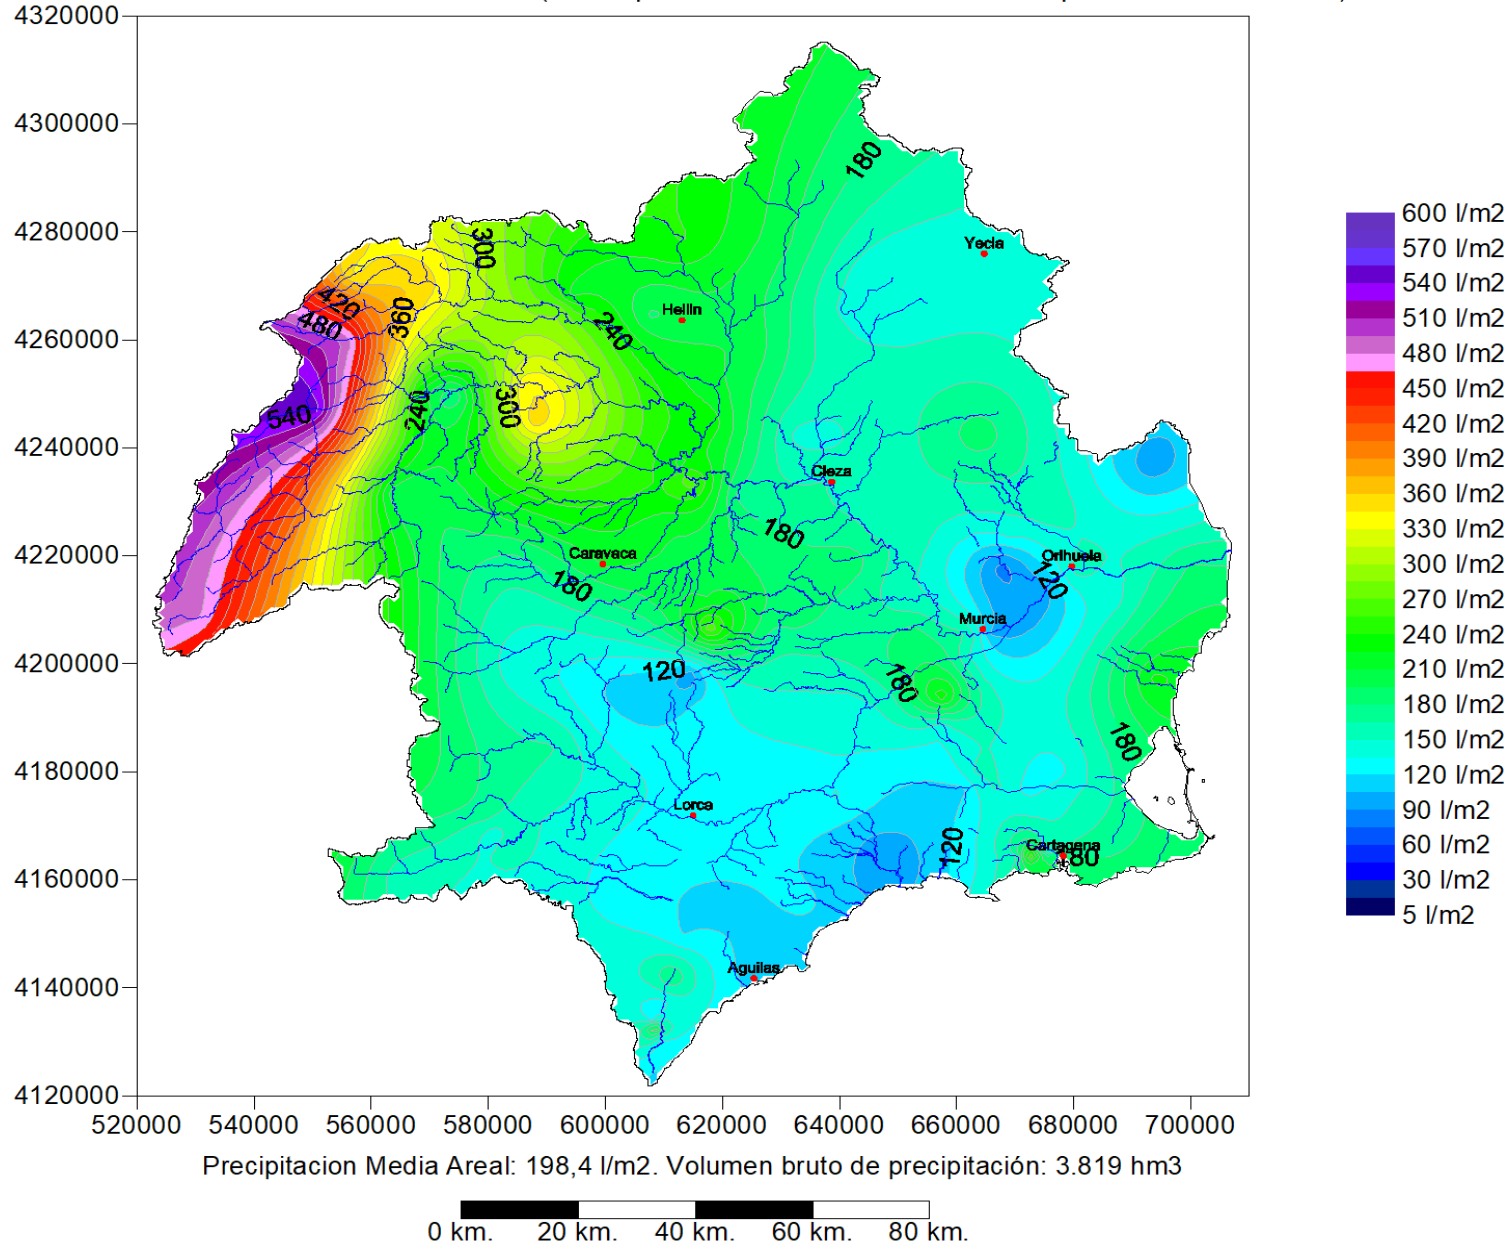 4320000
4300000
180
Yecla
4280000
300
600 l/m2
570 l/m2
540 l/m2
510 l/m2
480 l/m2
450 l/m2
420 l/m2
390 l/m2
360 l/m2
330 l/m2
300 l/m2
270 l/m2
240 l/m2
210 l/m2
180 l/m2
150 l/m2
120 l/m2
90 l/m2
60 l/m2
30 l/m2
5 l/m2
420
480
360
Hellin
240
4260000
540
240
300
4240000
Cieza
180
4220000
Caravaca
180
Orihuela
120
Murcia
4200000
120
180
180
4180000
Lorca
120
Cartagena
180
4160000
Aguilas
4140000
4120000
520000 540000 560000 580000 600000 620000 640000 660000 680000 700000
Precipitacion Media Areal: 198,4 l/m2. Volumen bruto de precipitación: 3.819 hm3
0 km. 20 km. 40 km. 60 km. 80 km.